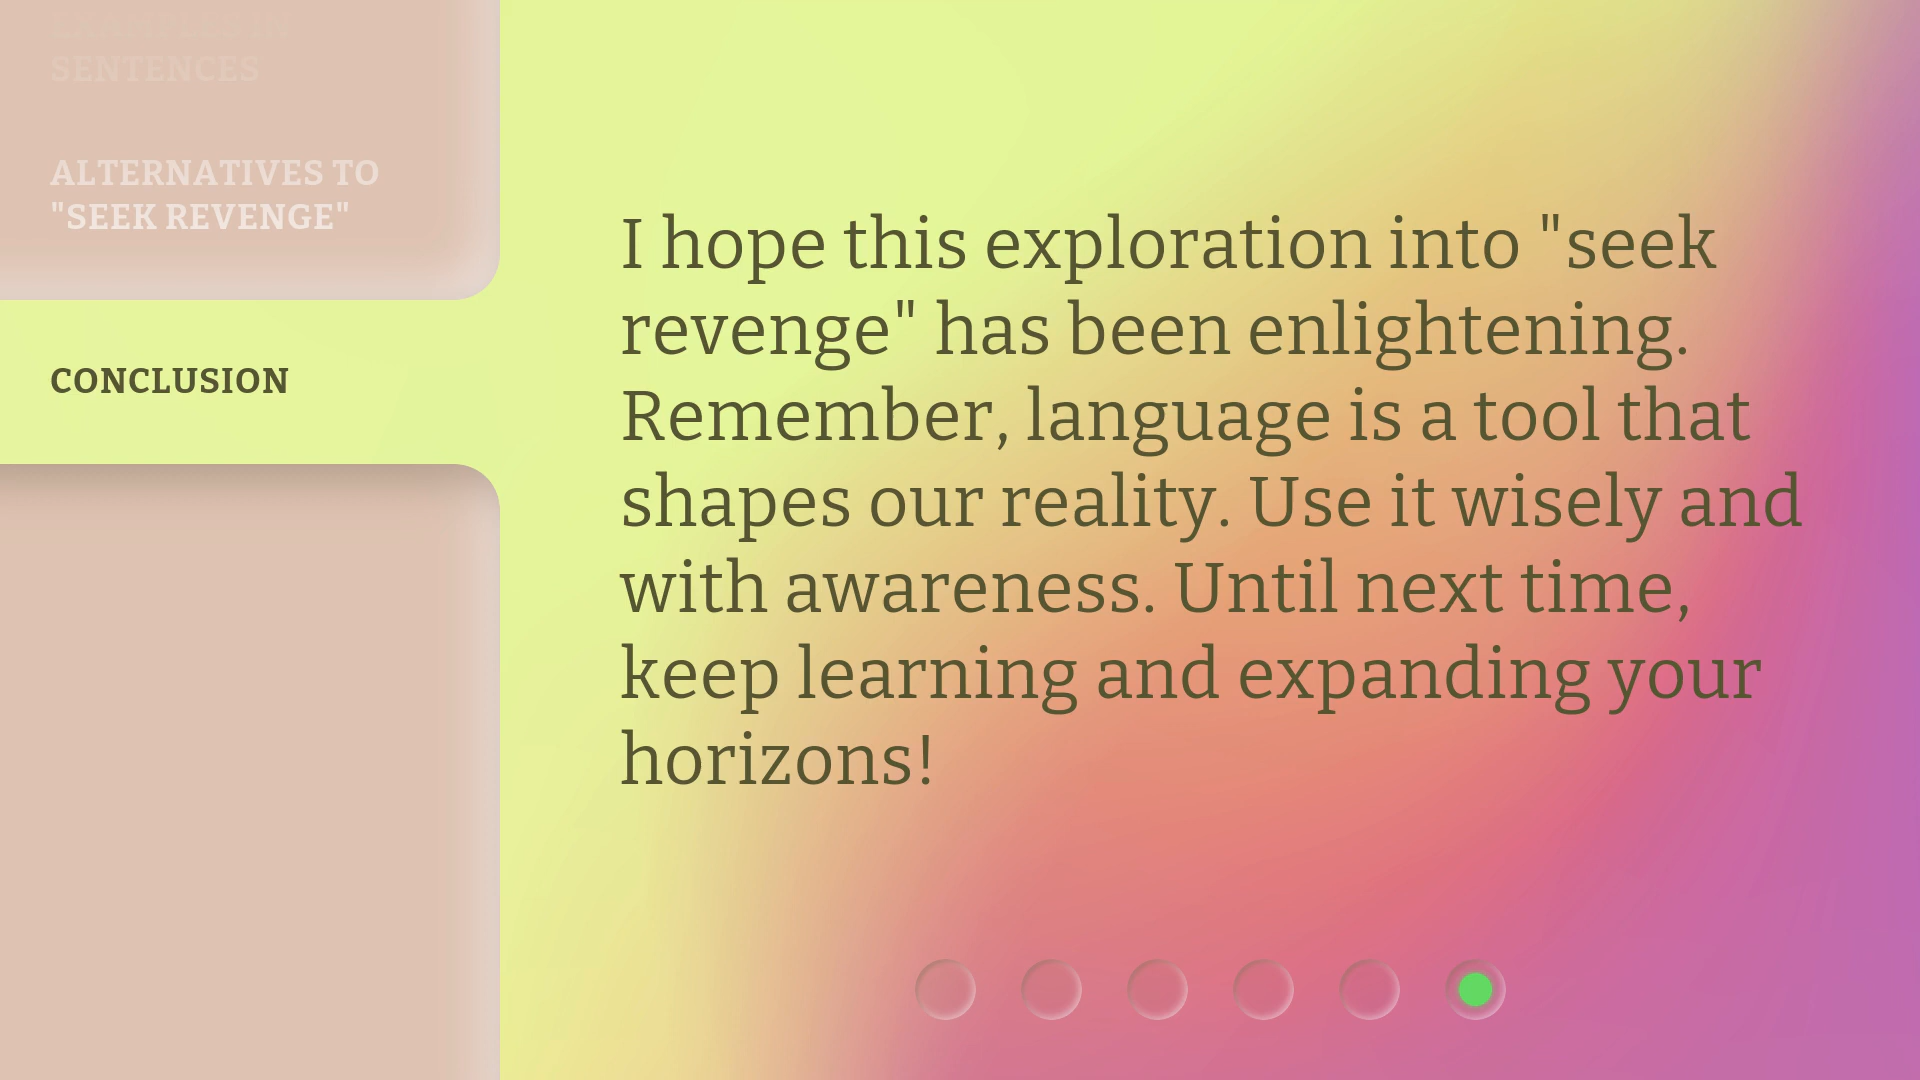 SENTENCES
ALTERNATIVES TO
"SEEK REVENGE"
CONCLUSION
I hope this exploration into "seek
revenge" has been enlightening.
Remember, language is a tool that
shapes our reality. Use it wisely and
with awareness. Until next time,
keep learning and expanding your
horizons!